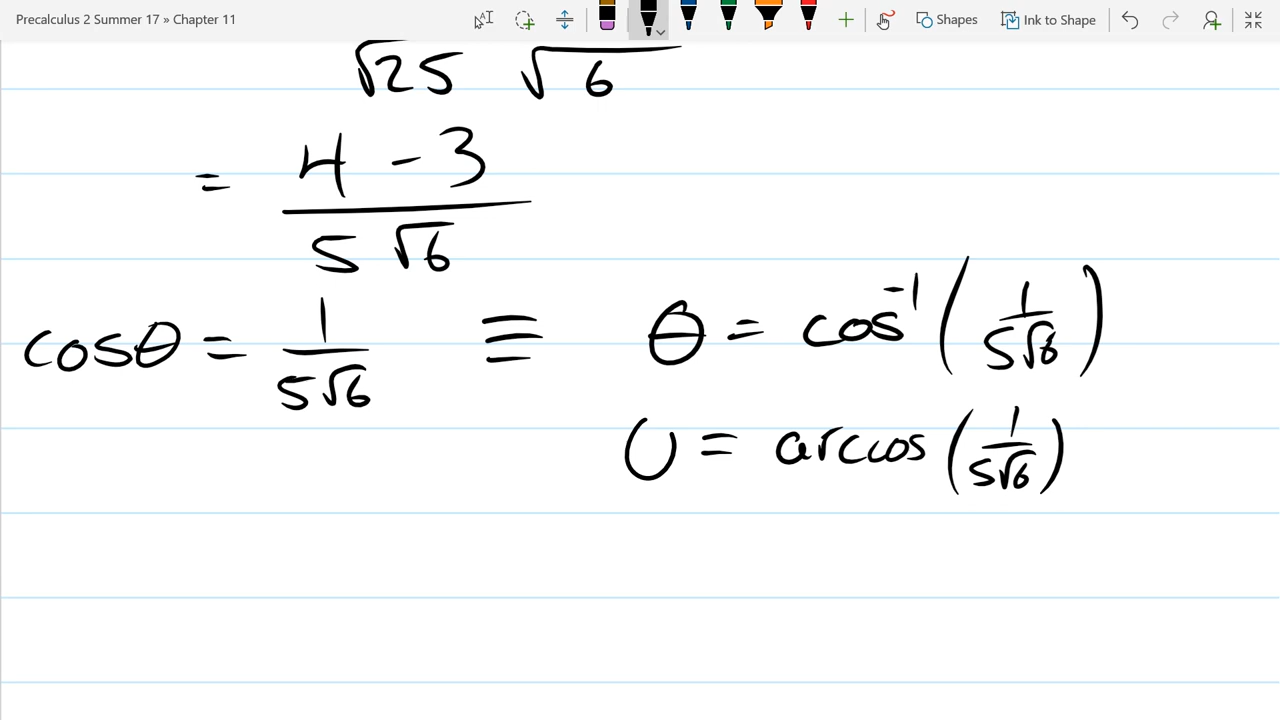 Precalculus 2 Summer 17 » Chapter 11 Shapes Ink to Shape
√25 √6
= 4 - 3 / 5 √6
cosθ = 1 / 5√6 ≡ θ = cos⁻¹ ( 1 / 5√6 )
U = arccos ( 1 / 5√6 )